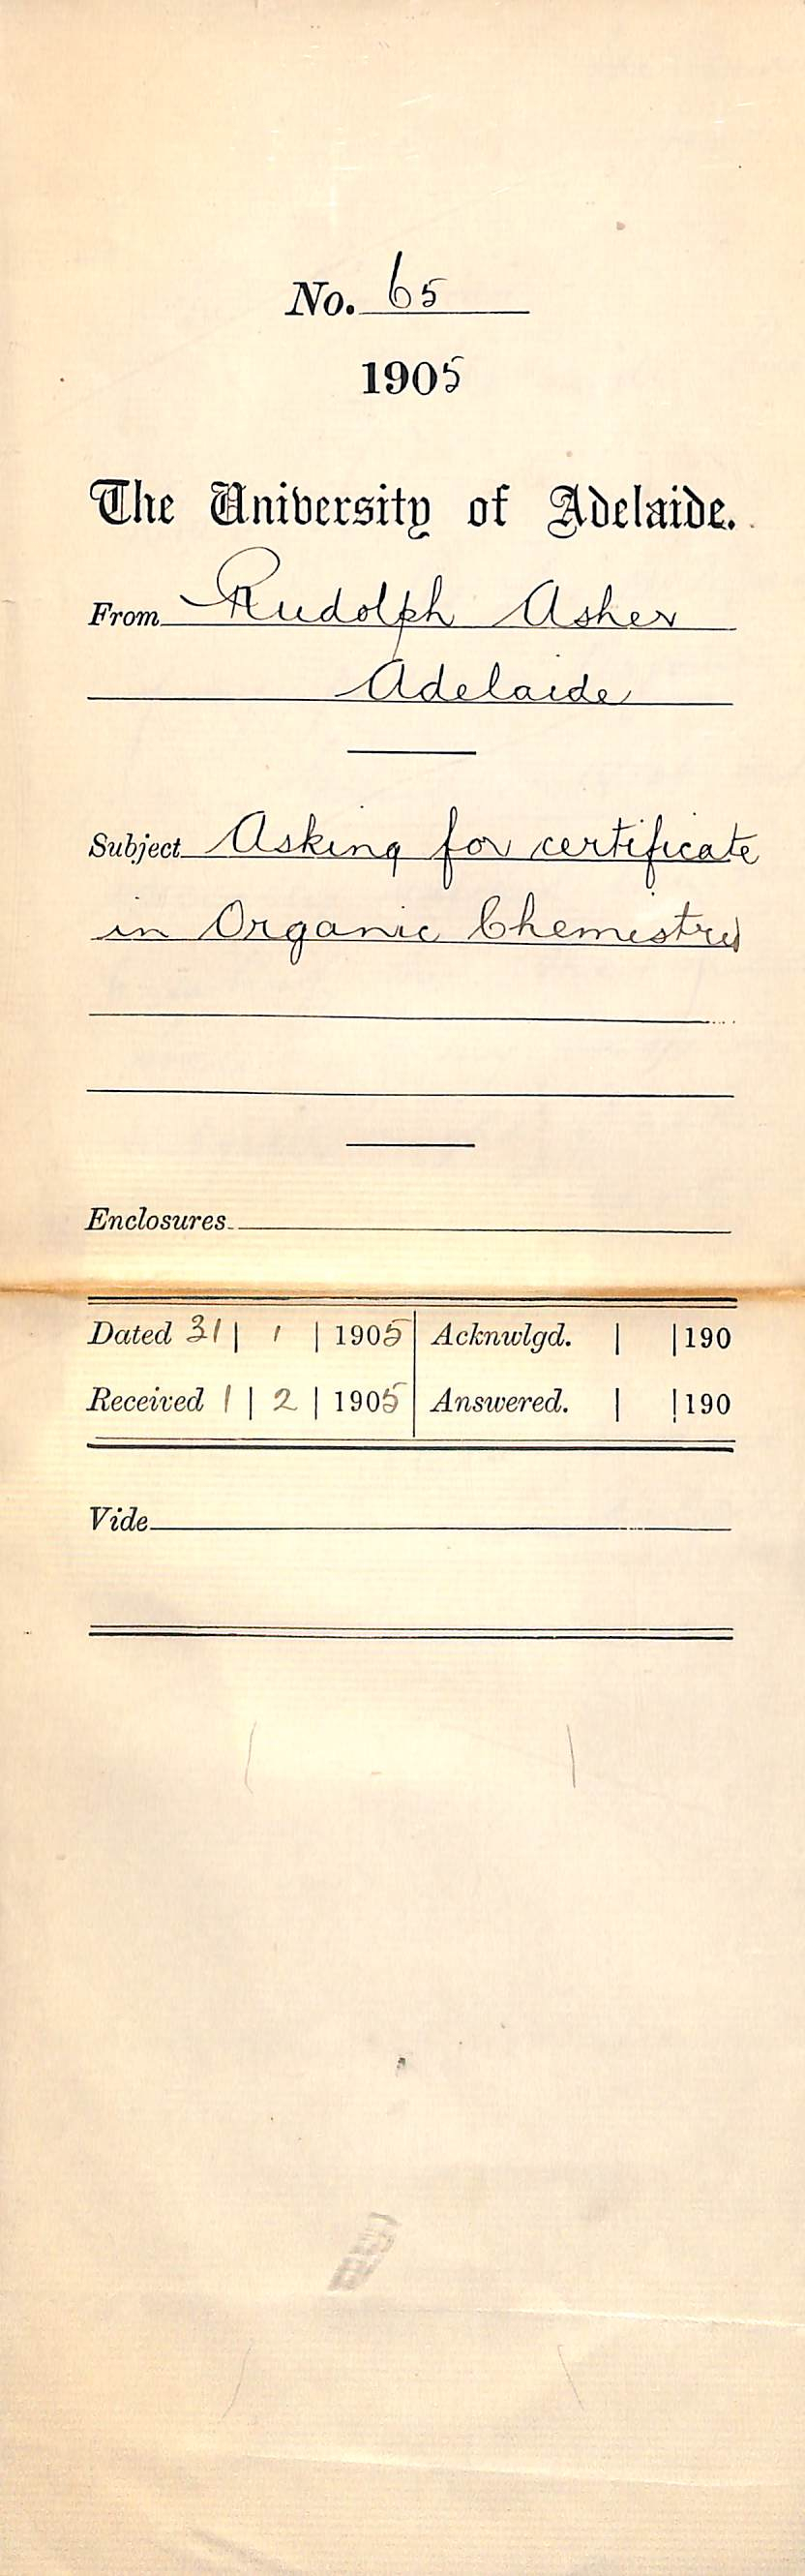 No. 65
1905
The University of Adelaide.
From Rudolph Asher
Adelaide
Subject Asking for certificate
in Organic Chemistry
Enclosures
Dated 31 | 1 | 1905 Acknwlgd. | | 190
Received 1 | 2 | 1905 Answered. | | 190
Vide